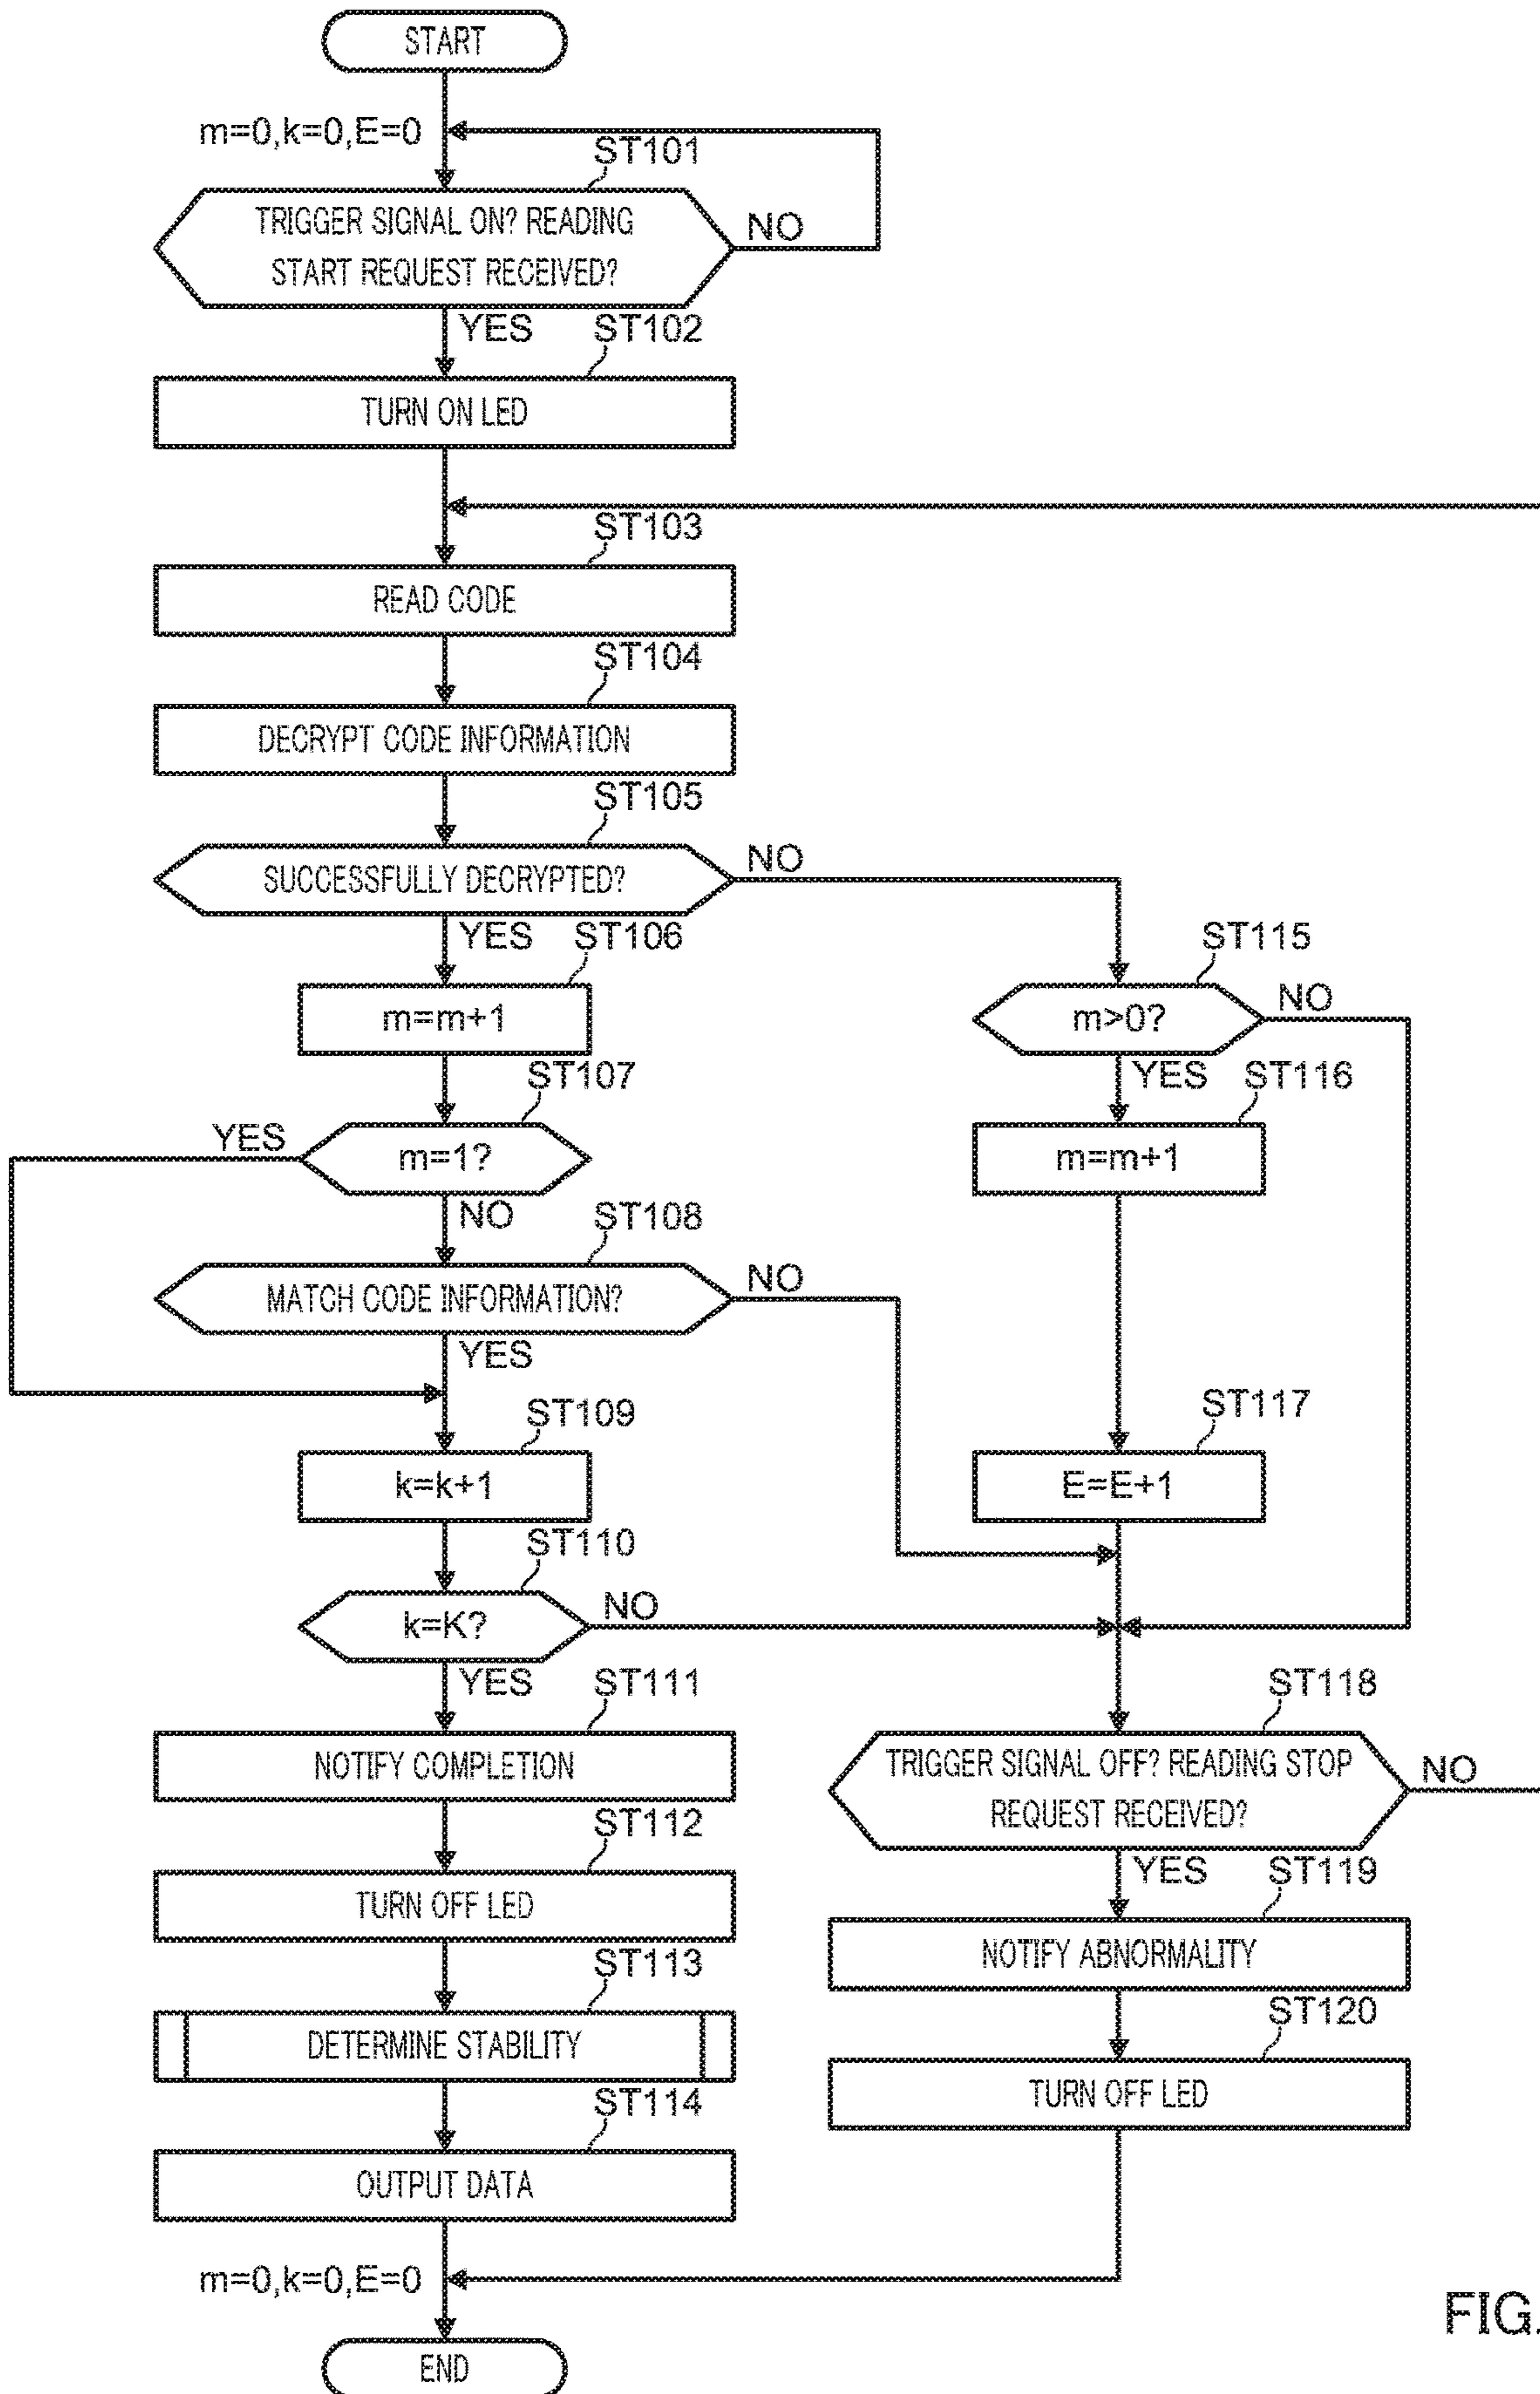 START
m=0,k=0,E=0
ST101
TRIGGER SIGNAL ON? READING
START REQUEST RECEIVED?
NO
YES
ST102
TURN ON LED
ST103
READ CODE
ST104
DECRYPT CODE INFORMATION
ST105
SUCCESSFULLY DECRYPTED?
NO
YES
ST106
m=m+1
ST107
m=1?
YES
NO
ST108
MATCH CODE INFORMATION?
NO
YES
ST109
k=k+1
ST110
k=K?
NO
YES
ST111
NOTIFY COMPLETION
ST112
TURN OFF LED
ST113
DETERMINE STABILITY
ST114
OUTPUT DATA
m=0,k=0,E=0
END
ST115
m>0?
NO
YES
ST116
m=m+1
ST117
E=E+1
ST118
TRIGGER SIGNAL OFF? READING STOP
REQUEST RECEIVED?
NO
YES
ST119
NOTIFY ABNORMALITY
ST120
TURN OFF LED
FIG.